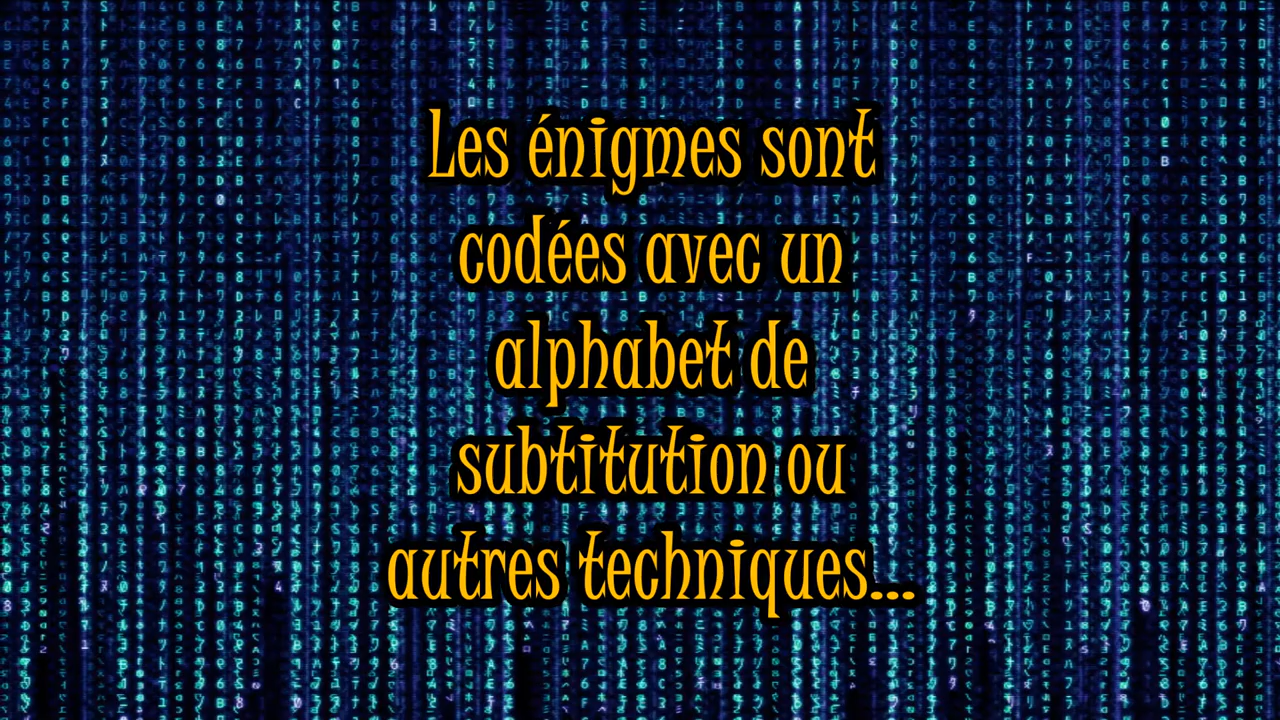 Les énigmes sont
codées avec un
alphabet de
subtitution ou
autres techniques...